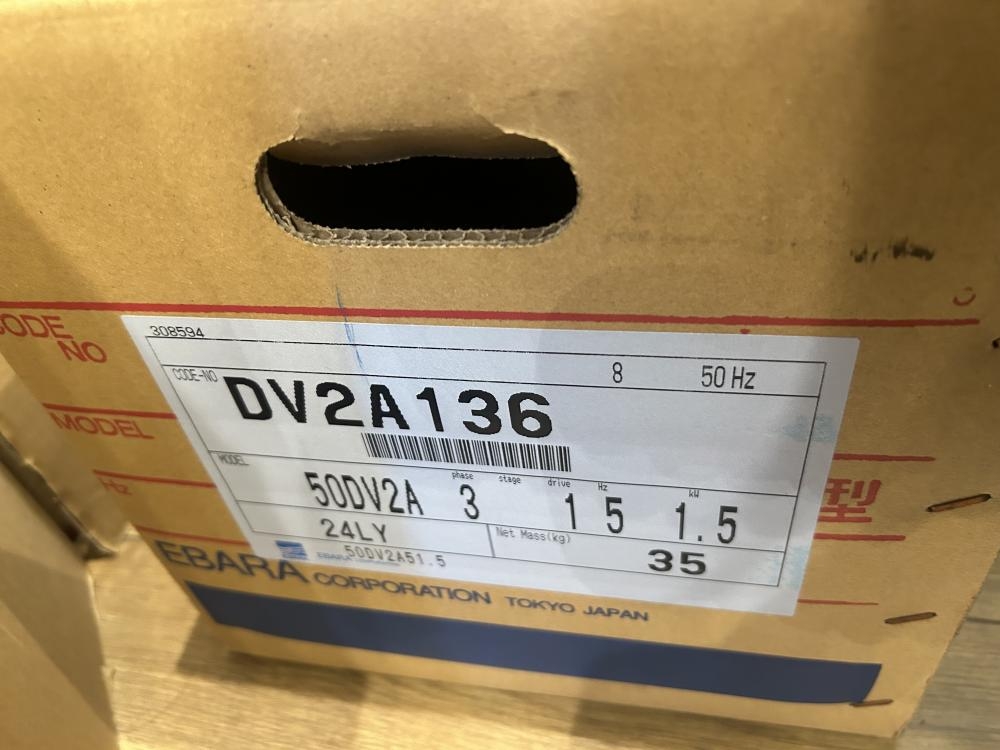 308594
8 50 Hz
CODE NO
CODE-NO DV2A136
MODEL
MODEL phase stage drive Hz kW
50DV2A 3 1 5 1.5
Hz 型
24LY Net Mass(kg) 35
50DV2A51.5
EBARA CORPORATION TOKYO JAPAN